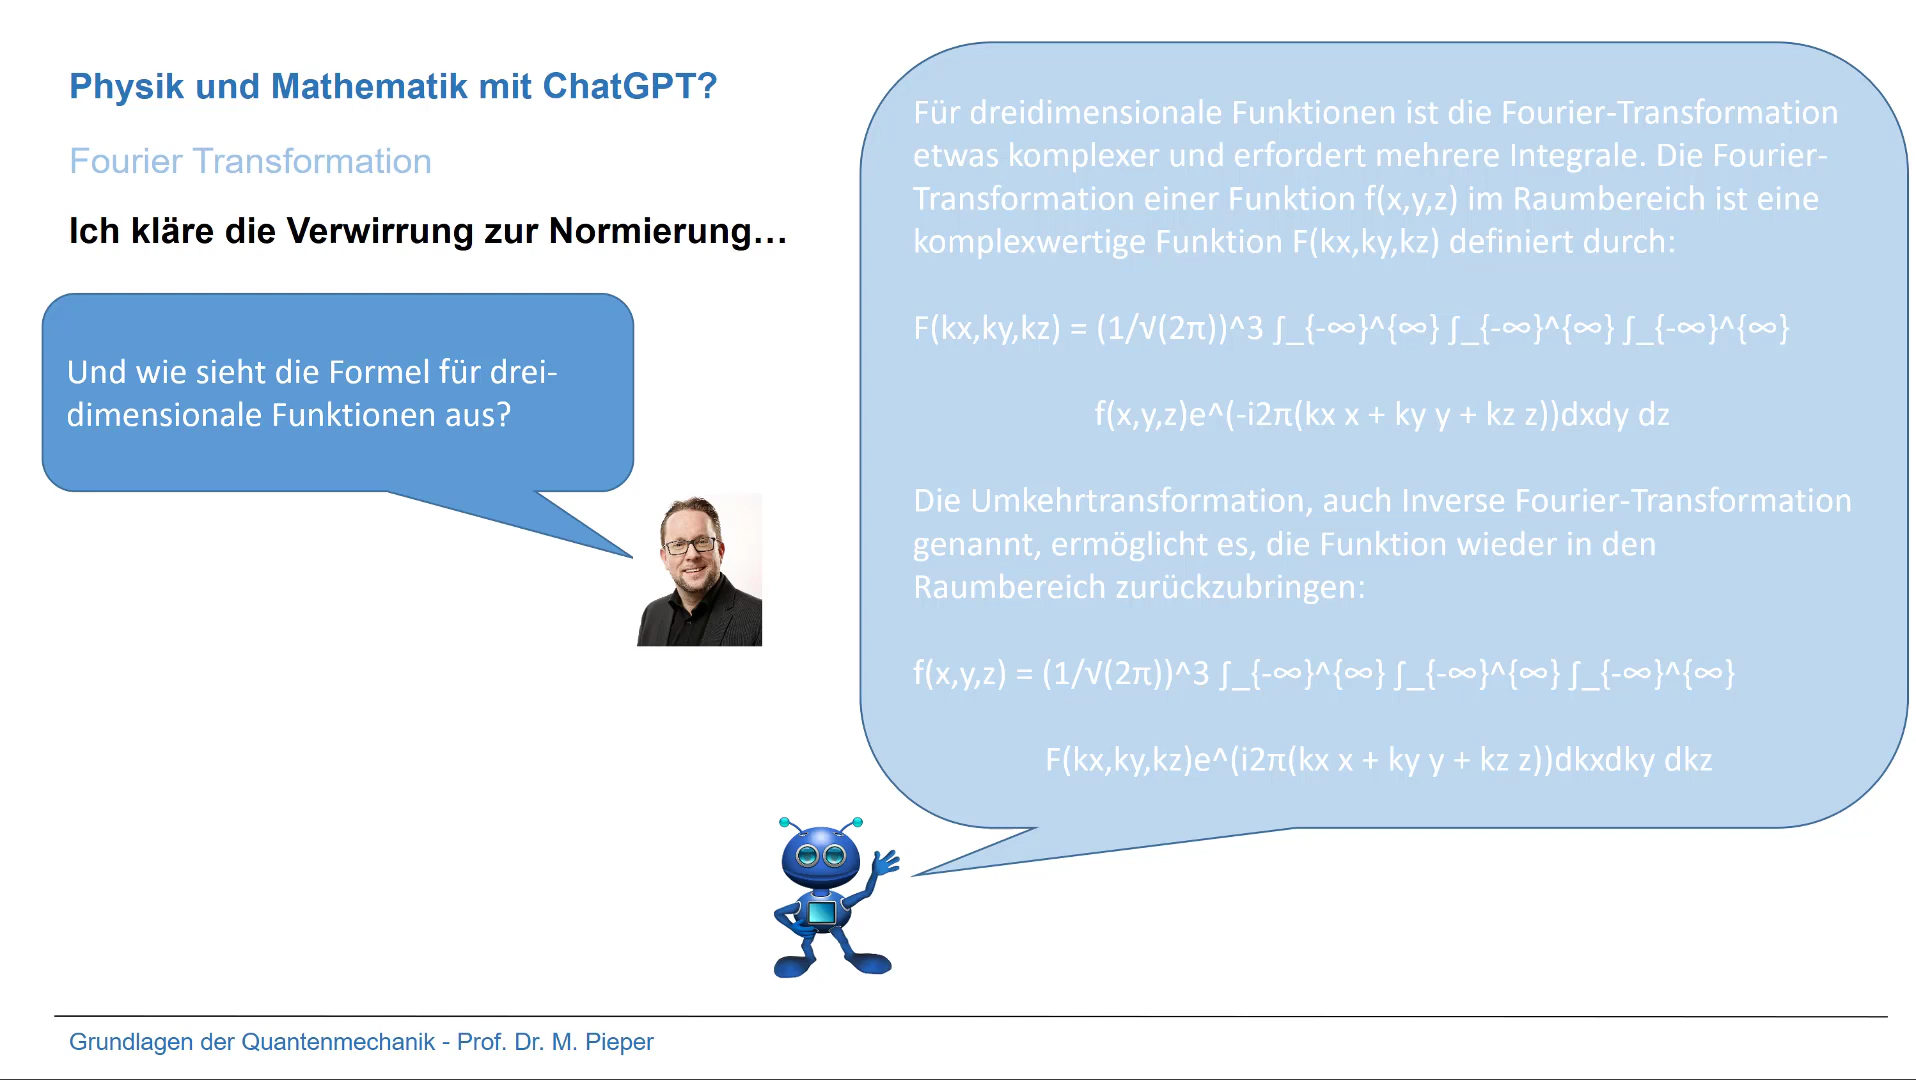 Physik und Mathematik mit ChatGPT?
Fourier Transformation
Ich kläre die Verwirrung zur Normierung…
Und wie sieht die Formel für drei-
dimensionale Funktionen aus?
Für dreidimensionale Funktionen ist die Fourier-Transformation
etwas komplexer und erfordert mehrere Integrale. Die Fourier-
Transformation einer Funktion f(x,y,z) im Raumbereich ist eine
komplexwertige Funktion F(kx,ky,kz) definiert durch:
F(kx,ky,kz) = (1/√(2π))^3 ∫_{-∞}^{∞} ∫_{-∞}^{∞} ∫_{-∞}^{∞}
f(x,y,z)e^(-i2π(kx x + ky y + kz z))dxdy dz
Die Umkehrtransformation, auch Inverse Fourier-Transformation
genannt, ermöglicht es, die Funktion wieder in den
Raumbereich zurückzubringen:
f(x,y,z) = (1/√(2π))^3 ∫_{-∞}^{∞} ∫_{-∞}^{∞} ∫_{-∞}^{∞}
F(kx,ky,kz)e^(i2π(kx x + ky y + kz z))dkxdky dkz
Grundlagen der Quantenmechanik - Prof. Dr. M. Pieper